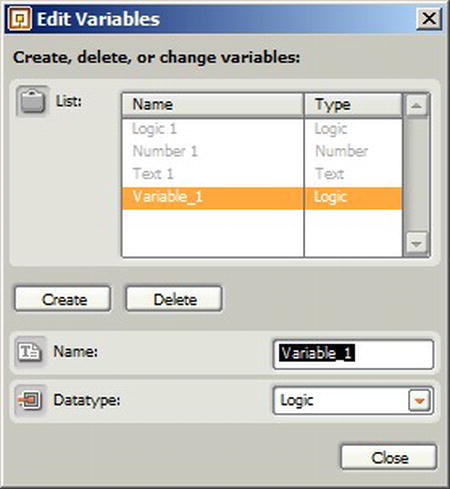 Edit Variables
Create, delete, or change variables:
List:
Name Type
Logic 1 Logic
Number 1 Number
Text 1 Text
Variable_1 Logic
Create Delete
Name: Variable_1
Datatype: Logic
Close